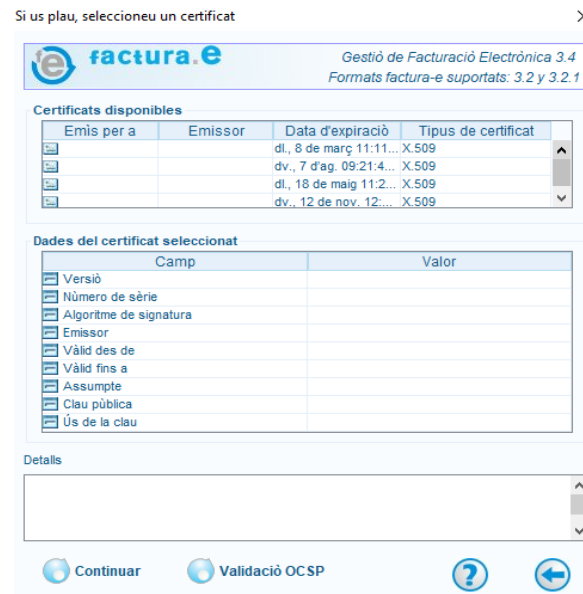 Si us plau, seleccioneu un certificat
factura.e
Gestió de Facturació Electrònica 3.4
Formats factura-e suportats: 3.2 y 3.2.1
Certificats disponibles
Emìs per a Emissor Data d'expiració Tipus de certificat
dl., 8 de març 11:11... X.509
dv., 7 d'ag. 09:21:4... X.509
dl., 18 de maig 11:2... X.509
dv., 12 de nov. 12:... X.509
Dades del certificat seleccionat
Camp Valor
Versiò
Nùmero de sèrie
Algoritme de signatura
Emissor
Vàlid des de
Vàlid fins a
Assumpte
Clau pùblica
Ús de la clau
Detalls
Continuar Validació OCSP